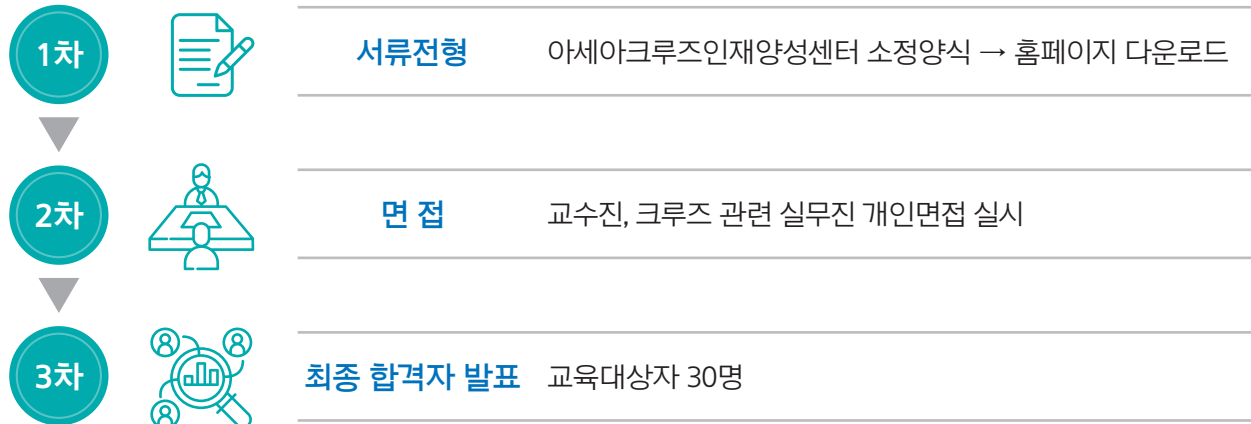 1차
서류전형 아세아크루즈인재양성센터 소정양식 → 홈페이지 다운로드
2차
면 접 교수진, 크루즈 관련 실무진 개인면접 실시
3차
최종 합격자 발표 교육대상자 30명